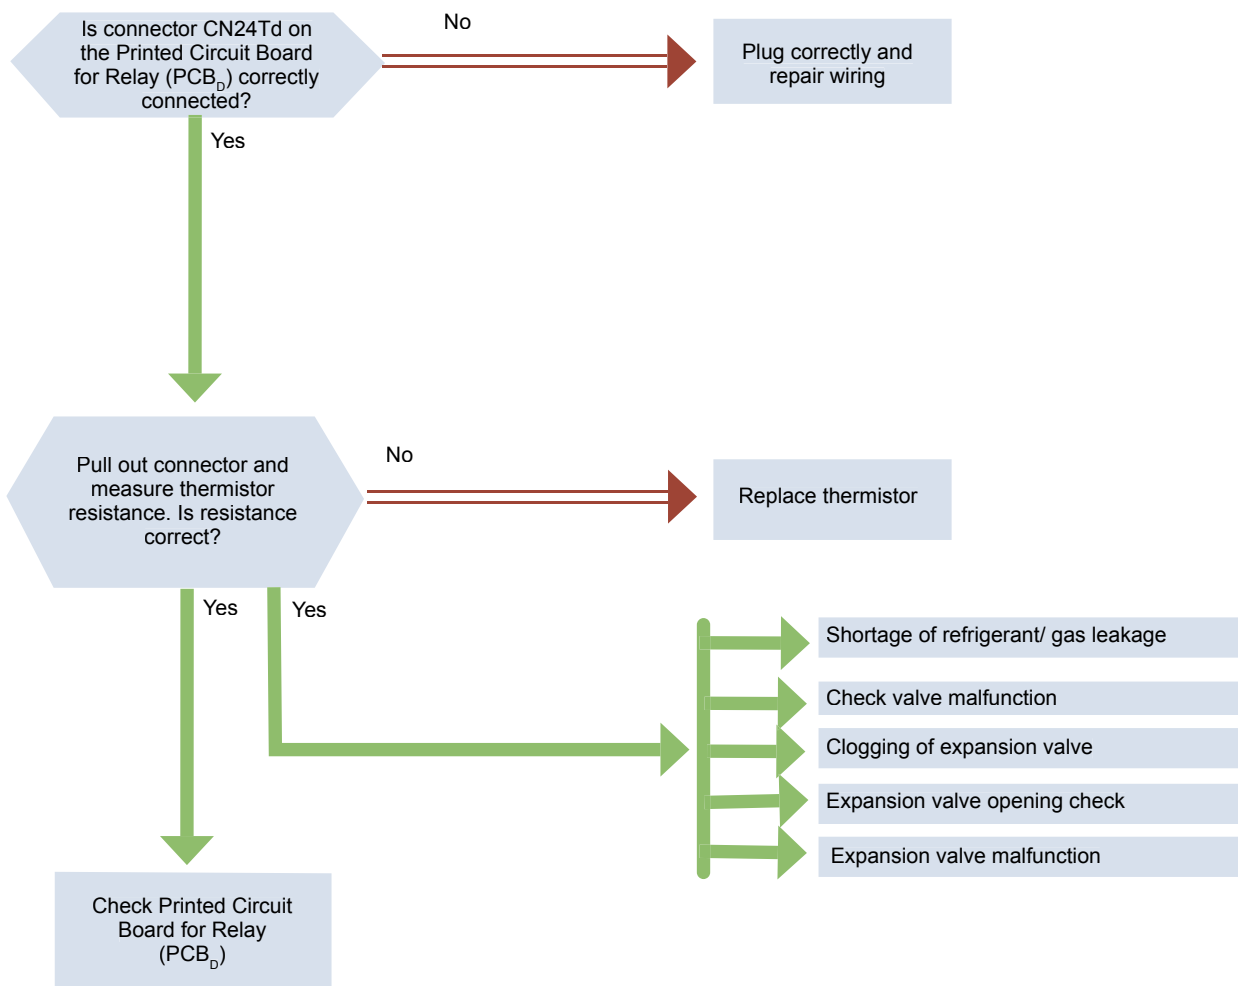 Is connector CN24Td on
the Printed Circuit Board
for Relay (PCB_D) correctly
connected?
No
Plug correctly and
repair wiring
Yes
Pull out connector and
measure thermistor
resistance. Is resistance
correct?
No
Replace thermistor
Yes
Yes
Shortage of refrigerant/ gas leakage
Check valve malfunction
Clogging of expansion valve
Expansion valve opening check
Expansion valve malfunction
Check Printed Circuit
Board for Relay
(PCB_D)